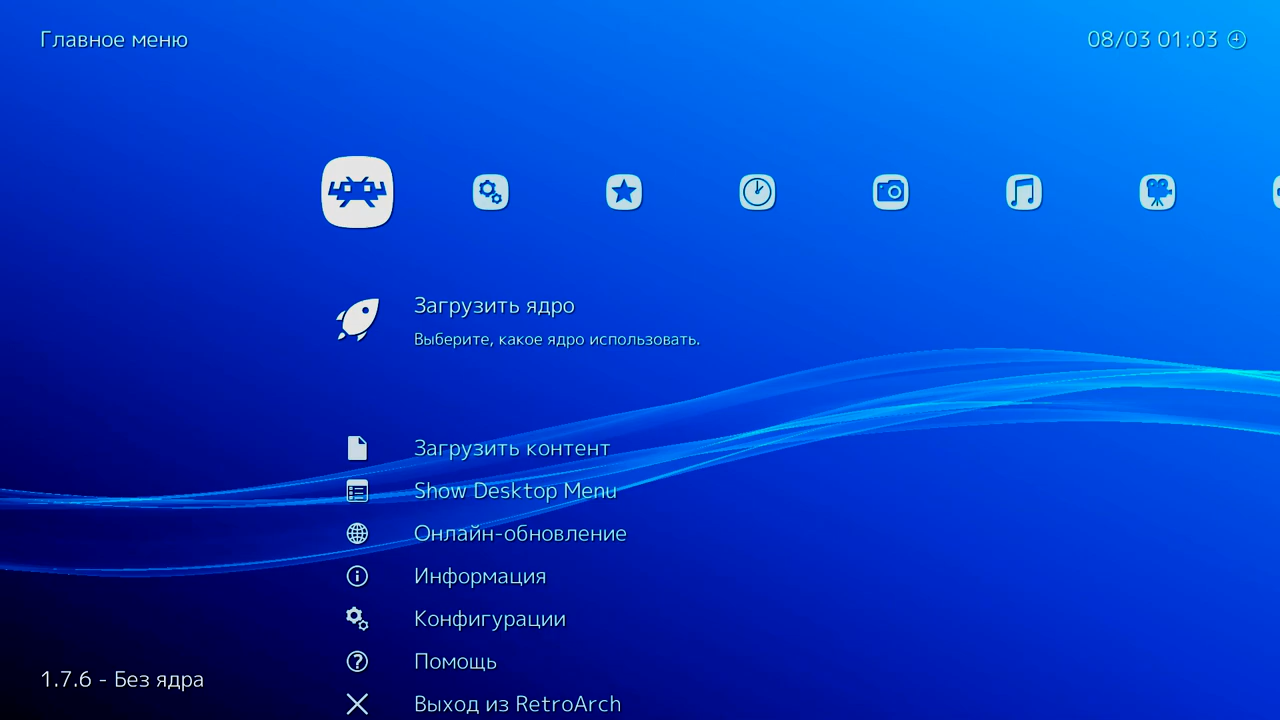 Главное меню
08/03 01:03
Загрузить ядро
Выберите, какое ядро использовать.
Загрузить контент
Show Desktop Menu
Онлайн-обновление
Информация
Конфигурации
Помощь
Выход из RetroArch
1.7.6 - Без ядра